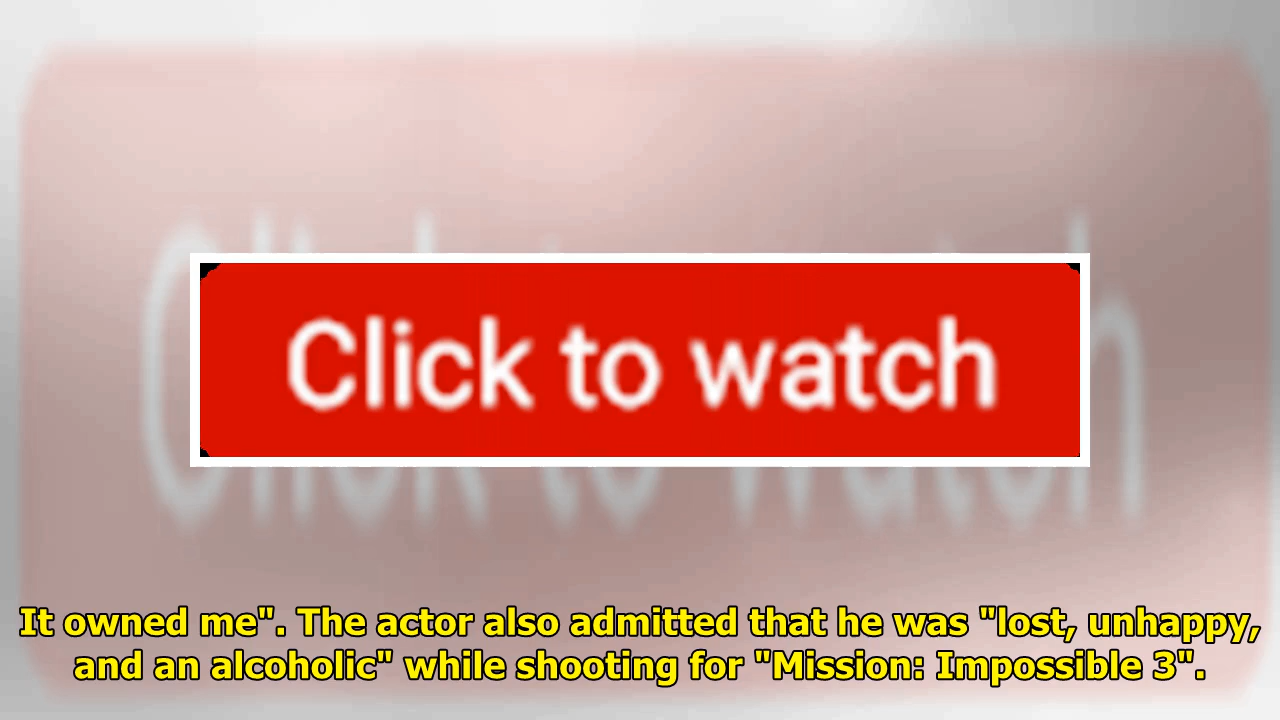 Click to watch
It owned me". The actor also admitted that he was "lost, unhappy,
and an alcoholic" while shooting for "Mission: Impossible 3".